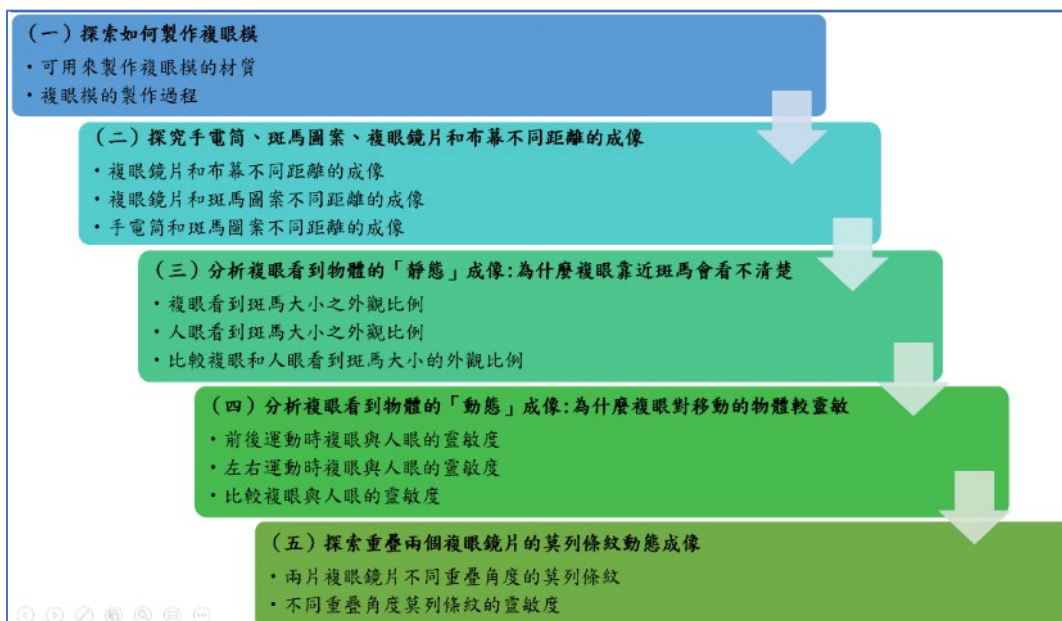 （一）探索如何製作複眼模
・可用來製作複眼模的材質
・複眼模的製作過程
（二）探究手電筒、斑馬圖案、複眼鏡片和布幕不同距離的成像
・複眼鏡片和布幕不同距離的成像
・複眼鏡片和斑馬圖案不同距離的成像
・手電筒和斑馬圖案不同距離的成像
（三）分析複眼看到物體的「靜態」成像:為什麼複眼靠近斑馬會看不清楚
・複眼看到斑馬大小之外觀比例
・人眼看到斑馬大小之外觀比例
・比較複眼和人眼看到斑馬大小的外觀比例
（四）分析複眼看到物體的「動態」成像:為什麼複眼對移動的物體較靈敏
・前後運動時複眼與人眼的靈敏度
・左右運動時複眼與人眼的靈敏度
・比較複眼與人眼的靈敏度
（五）探索重疊兩個複眼鏡片的莫列條紋動態成像
・兩片複眼鏡片不同重疊角度的莫列條紋
・不同重疊角度莫列條紋的靈敏度